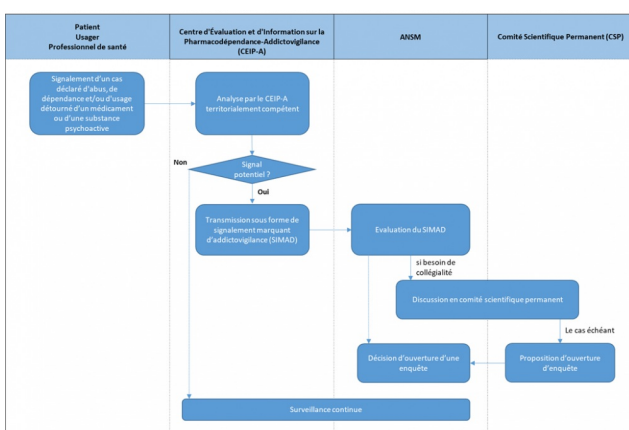 Patient
Usager
Professionnel de santé
Centre d'Évaluation et d'Information sur la
Pharmacodépendance-Addictovigilance
(CEIP-A)
ANSM
Comité Scientifique Permanent (CSP)
Signalement d'un cas
déclaré d'abus, de
dépendance et/ou d'usage
détourné d'un médicament
ou d'une substance
psychoactive
Analyse par le CEIP-A
territorialement compétent
Non
Signal
potentiel ?
Oui
Transmission sous forme de
signalement marquant
d'addictovigilance (SIMAD)
Evaluation du SIMAD
si besoin de
collégialité
Discussion en comité scientifique permanent
Le cas échéant
Décision d'ouverture d'une
enquête
Proposition d'ouverture
d'enquête
Surveillance continue